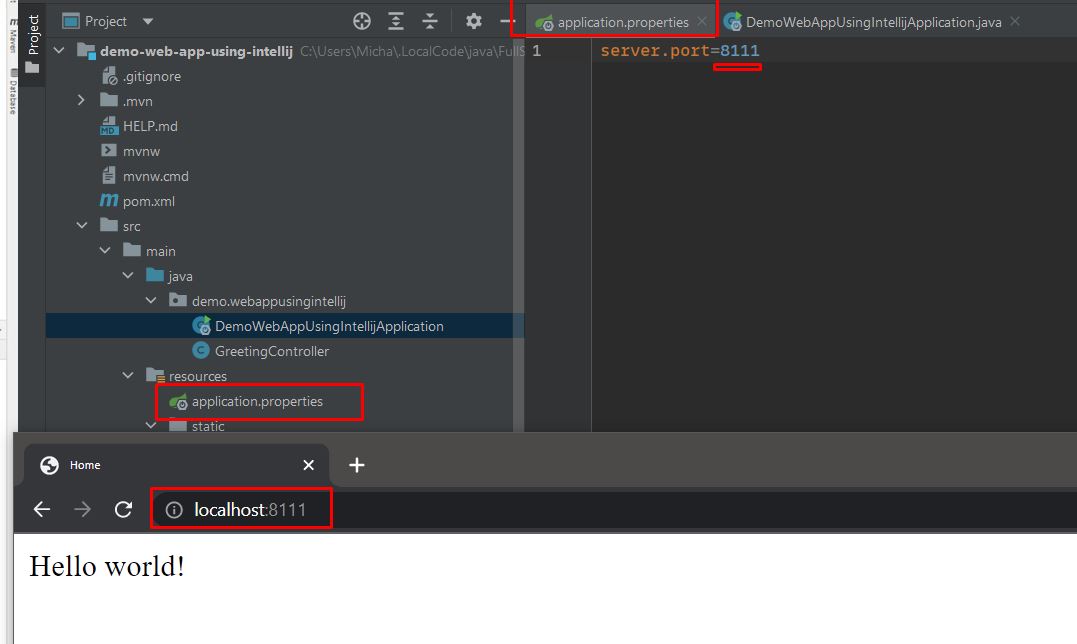 Maven
Database
Project
Project
application.properties
DemoWebAppUsingIntellijApplication.java
demo-web-app-using-intellij C:\Users\Micha\.LocalCode\java\FullS
1 server.port=8111
.gitignore
.mvn
HELP.md
mvnw
mvnw.cmd
pom.xml
src
main
java
demo.webappusingintellij
DemoWebAppUsingIntellijApplication
GreetingController
resources
application.properties
static
Home
localhost:8111
Hello world!